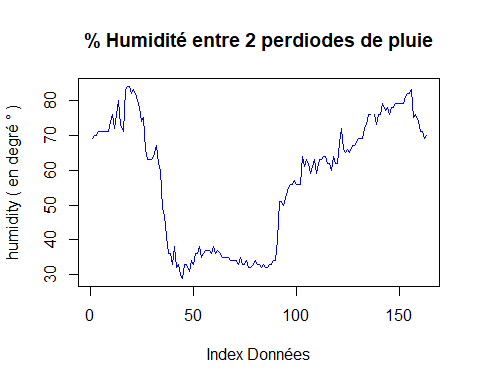 % Humidité entre 2 perdiodes de pluie
humidity ( en degré ° )
80
70
60
50
40
30
0 50 100 150
Index Données